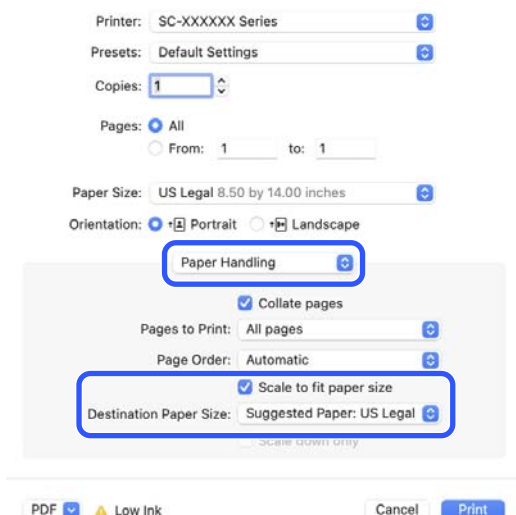 Printer: SC-XXXXXX Series
Presets: Default Settings
Copies: 1
Pages: All
From: 1 to: 1
Paper Size: US Legal 8.50 by 14.00 inches
Orientation: Portrait Landscape
Paper Handling
Collate pages
Pages to Print: All pages
Page Order: Automatic
Scale to fit paper size
Destination Paper Size: Suggested Paper: US Legal
Scale down only
PDF Low Ink Cancel Print